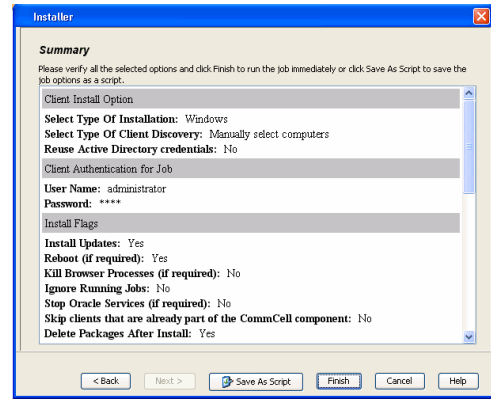 Installer
Summary
Please verify all the selected options and click Finish to run the job immediately or click Save As Script to save the
job options as a script.
Client Install Option
Select Type Of Installation: Windows
Select Type Of Client Discovery: Manually select computers
Reuse Active Directory credentials: No
Client Authentication for Job
User Name: administrator
Password: ****
Install Flags
Install Updates: Yes
Reboot (if required): Yes
Kill Browser Processes (if required): No
Ignore Running Jobs: No
Stop Oracle Services (if required): No
Skip clients that are already part of the CommCell component: No
Delete Packages After Install: Yes
< Back Next > Save As Script Finish Cancel Help